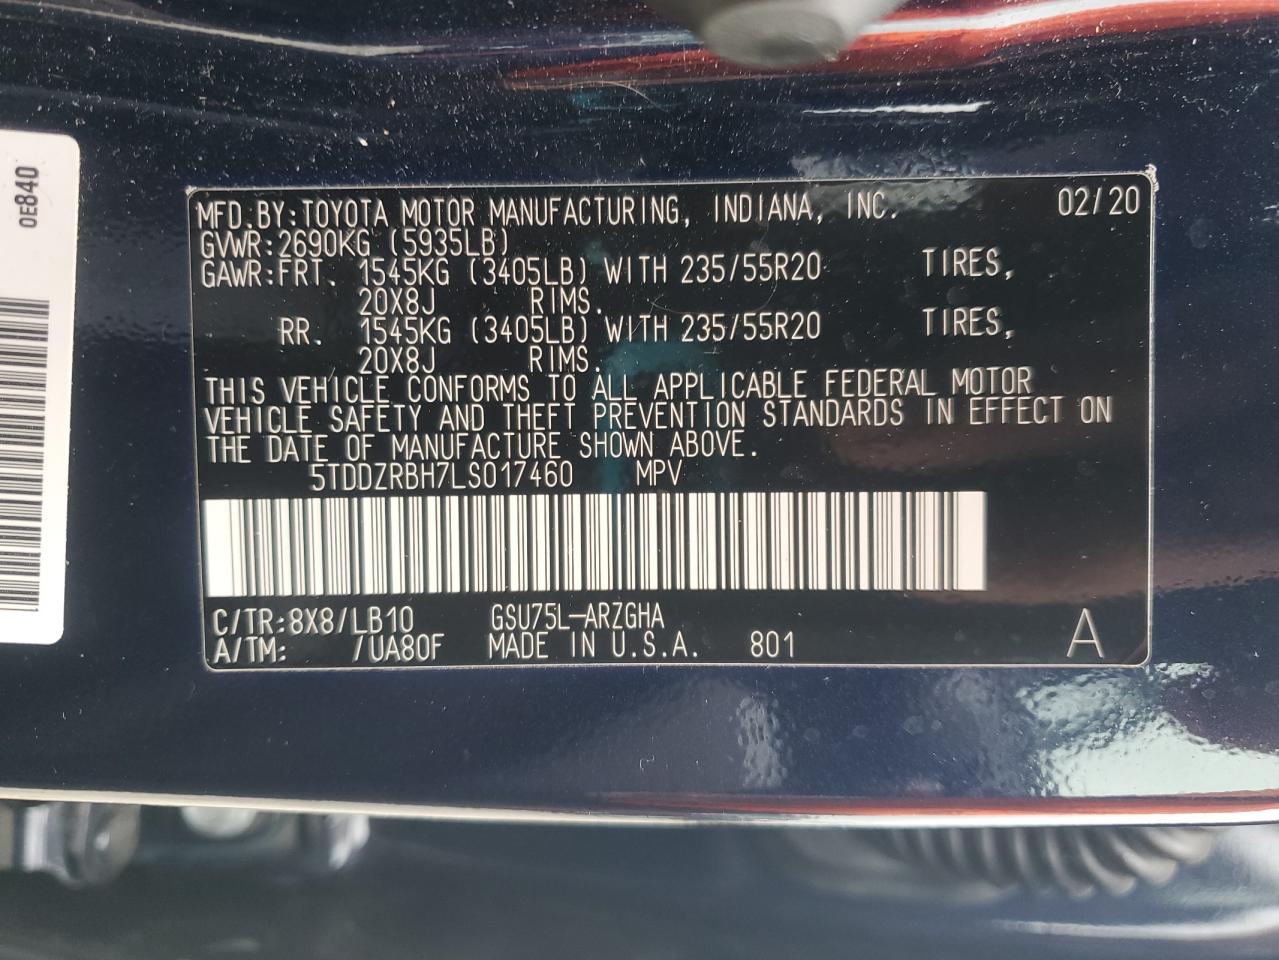 0E840
MFD.BY:TOYOTA MOTOR MANUFACTURING, INDIANA, INC. 02/20
GVWR:2690KG (5935LB)
GAWR:FRT. 1545KG (3405LB) WITH 235/55R20 TIRES,
20X8J RIMS.
RR. 1545KG (3405LB) WITH 235/55R20 TIRES,
20X8J RIMS.
THIS VEHICLE CONFORMS TO ALL APPLICABLE FEDERAL MOTOR
VEHICLE SAFETY AND THEFT PREVENTION STANDARDS IN EFFECT ON
THE DATE OF MANUFACTURE SHOWN ABOVE.
5TDDZRBH7LS017460 MPV
C/TR:8X8/LB10 GSU75L-ARZGHA
A/TM: /UA80F MADE IN U.S.A. 801 A